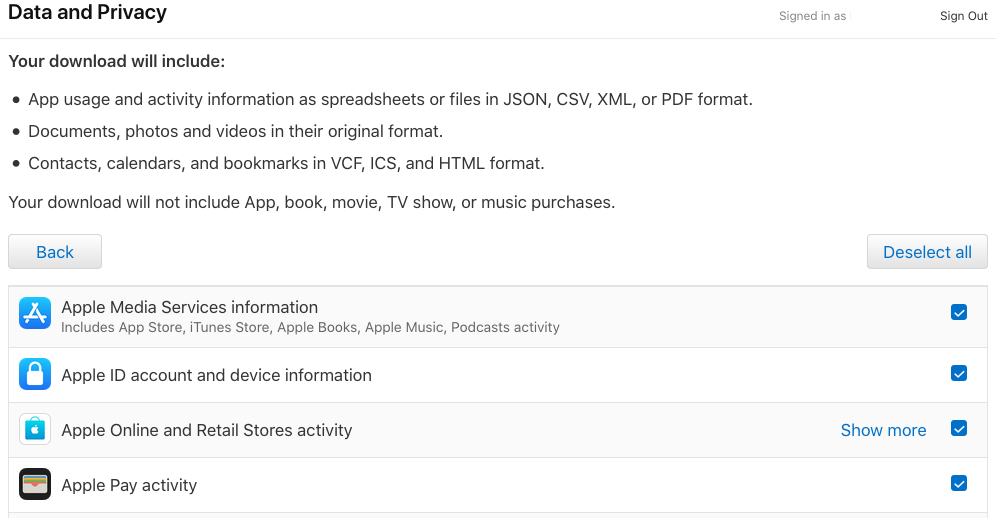 Data and Privacy
Signed in as
Sign Out
Your download will include:
• App usage and activity information as spreadsheets or files in JSON, CSV, XML, or PDF format.
• Documents, photos and videos in their original format.
• Contacts, calendars, and bookmarks in VCF, ICS, and HTML format.
Your download will not include App, book, movie, TV show, or music purchases.
Back
Deselect all
Apple Media Services information
Includes App Store, iTunes Store, Apple Books, Apple Music, Podcasts activity
Apple ID account and device information
Apple Online and Retail Stores activity
Show more
Apple Pay activity